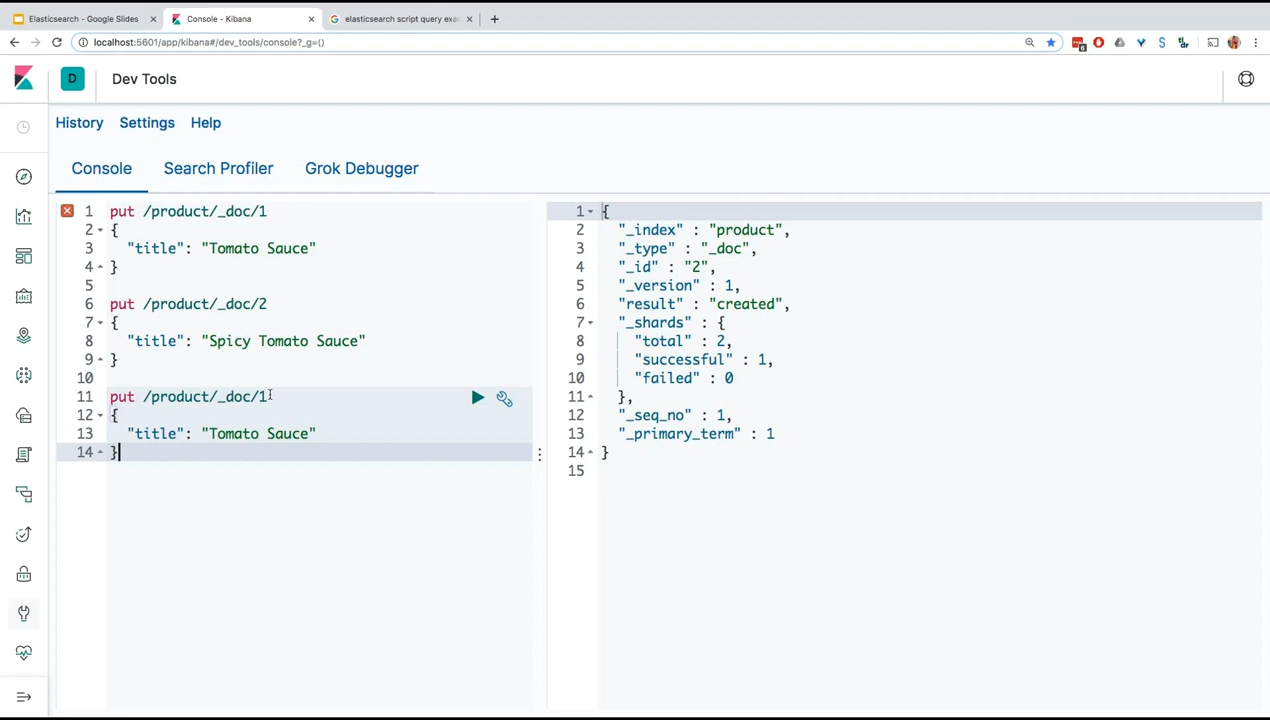 Elasticsearch - Google Slides
Console - Kibana
elasticsearch script query exa
localhost:5601/app/kibana#/dev_tools/console?_g=()
6
tl;dr
D
Dev Tools
History
Settings
Help
Console
Search Profiler
Grok Debugger
1 put /product/_doc/1
2 {
3 "title": "Tomato Sauce"
4 }
5
6 put /product/_doc/2
7 {
8 "title": "Spicy Tomato Sauce"
9 }
10
11 put /product/_doc/1
12 {
13 "title": "Tomato Sauce"
14 }
1 {
2 "_index" : "product",
3 "_type" : "_doc",
4 "_id" : "2",
5 "_version" : 1,
6 "result" : "created",
7 "_shards" : {
8 "total" : 2,
9 "successful" : 1,
10 "failed" : 0
11 },
12 "_seq_no" : 1,
13 "_primary_term" : 1
14 }
15